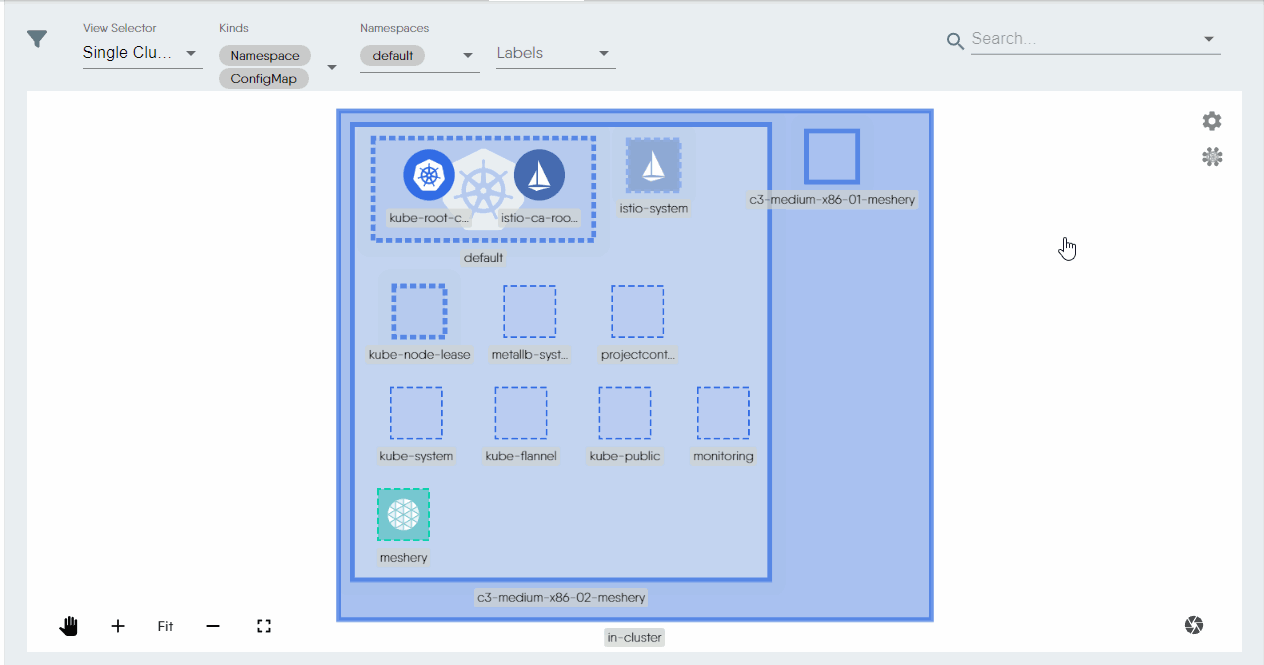 View Selector
Kinds
Namespaces
Single Clu...
Namespace
default
Labels
Search...
ConfigMap
kube-root-c...
istio-ca-roo...
istio-system
c3-medium-x86-01-meshery
default
kube-node-lease
metallb-syst...
projectcont...
kube-system
kube-flannel
kube-public
monitoring
meshery
c3-medium-x86-02-meshery
Fit
in-cluster